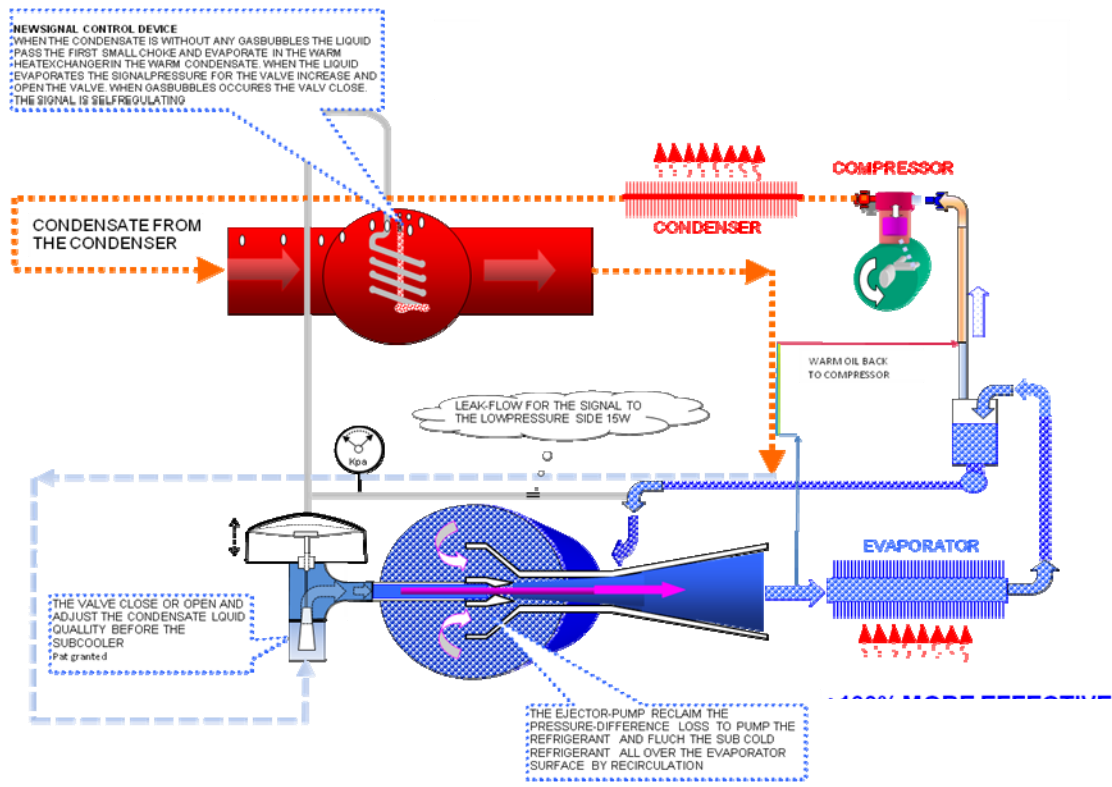 NEWSIGNAL CONTROL DEVICE
WHEN THE CONDENSATE IS WITHOUT ANY GASBUBBLES THE LIQUID
PASS THE FIRST SMALL CHOKE AND EVAPORATE IN THE WARM
HEATEXCHANGERIN THE WARM CONDENSATE. WHEN THE LIQUID
EVAPORATES THE SIGNALPRESSURE FOR THE VALVE INCREASE AND
OPEN THE VALVE. WHEN GASBUBBLES OCCURES THE VALV CLOSE.
THE SIGNAL IS SELFREGULATING
COMPRESSOR
CONDENSER
CONDENSATE FROM
THE CONDENSER
WARM OIL BACK
TO COMPRESSOR
LEAK-FLOW FOR THE SIGNAL TO
THE LOWPRESSURE SIDE 15W
Kpa
EVAPORATOR
THE VALVE CLOSE OR OPEN AND
ADJUST THE CONDENSATE LQUID
QUALLITY BEFORE THE
SUBCOOLER
Pat granted
100% MORE EFFECTIVE
THE EJECTOR-PUMP RECLAIM THE
PRESSURE-DIFFERENCE LOSS TO PUMP THE
REFRIGERANT AND FLUCH THE SUB COLD
REFRIGERANT ALL OVER THE EVAPORATOR
SURFACE BY RECIRCULATION